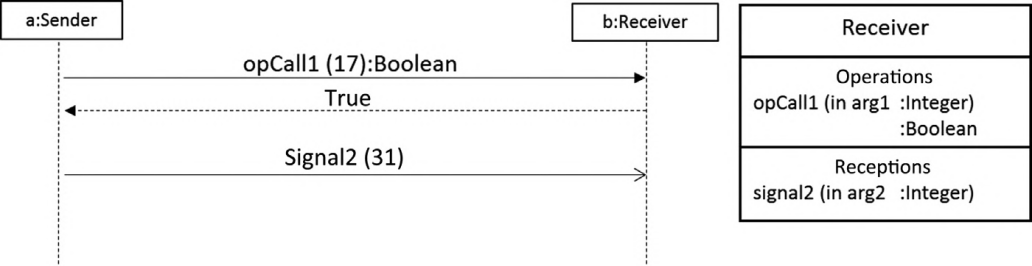 a:Sender
b:Receiver
opCall1 (17):Boolean
True
Signal2 (31)
Receiver
Operations
opCall1 (in arg1 :Integer)
:Boolean
Receptions
signal2 (in arg2 :Integer)